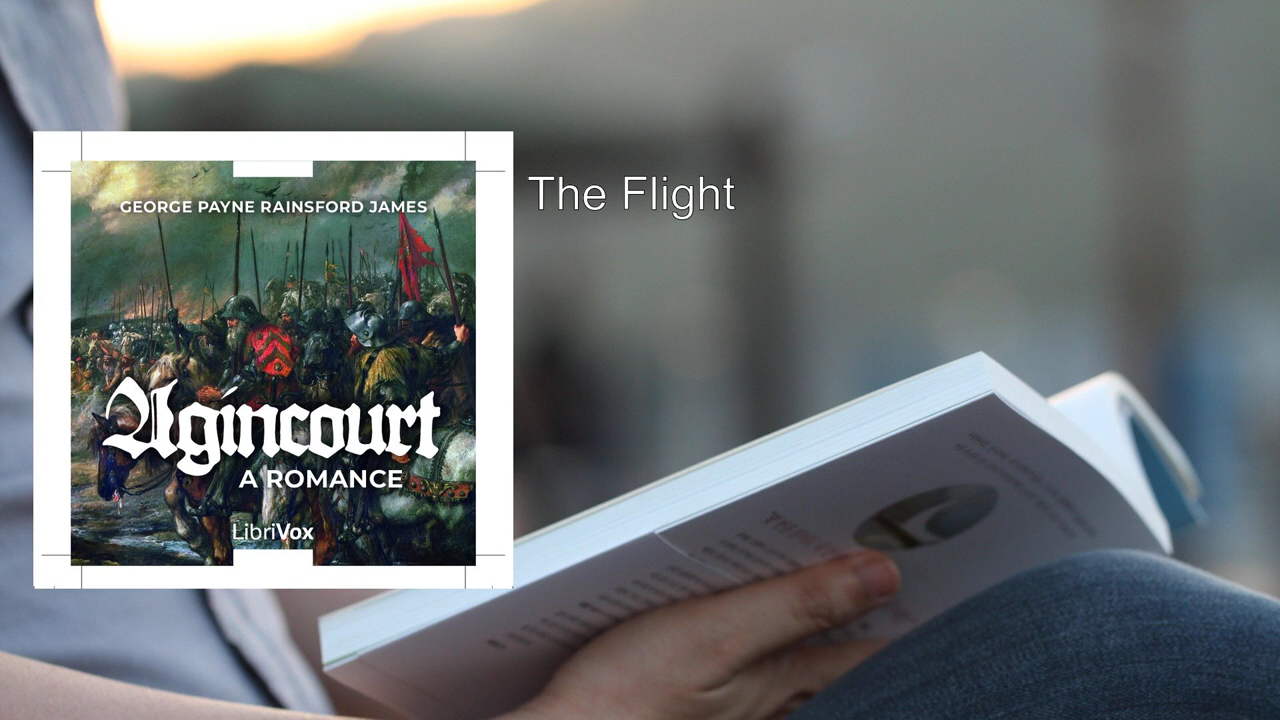 The Flight
GEORGE PAYNE RAINSFORD JAMES
Agincourt
A ROMANCE
LibriVox